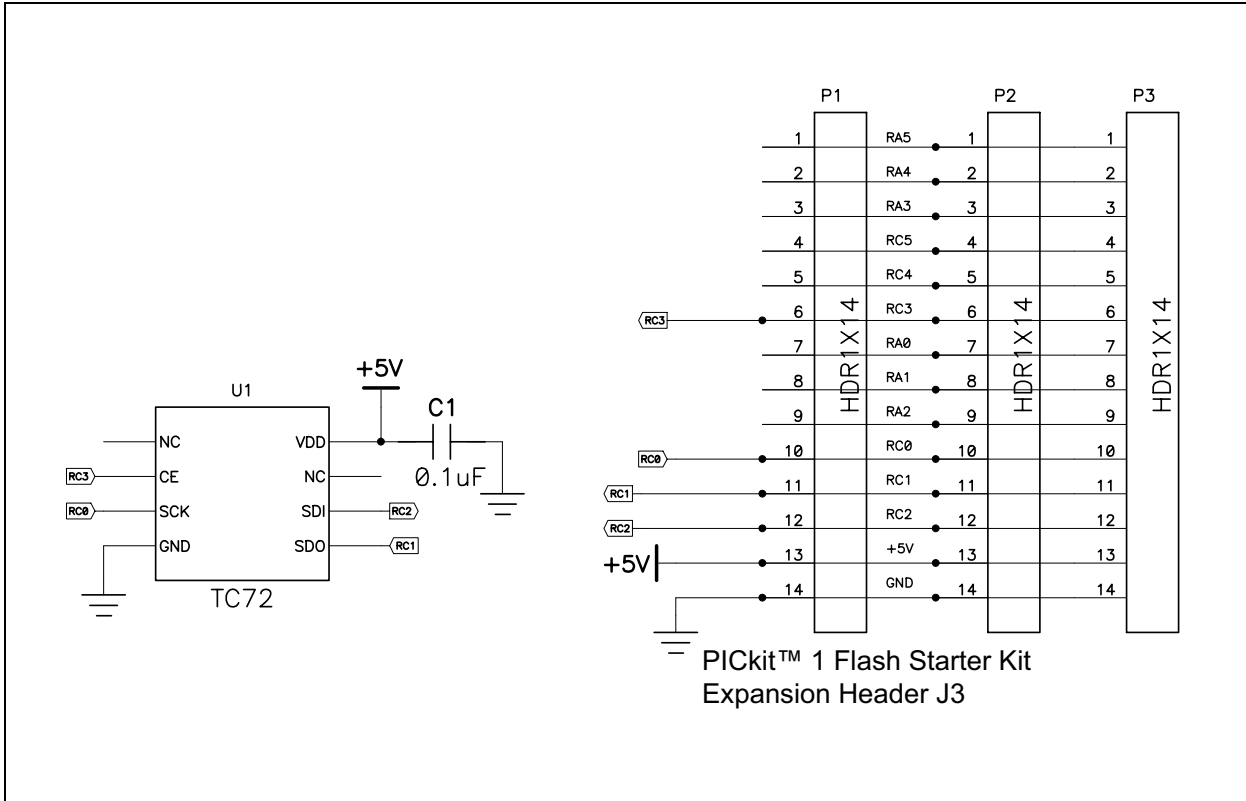 U1
NC
CE
SCK
GND
VDD
NC
SDI
SDO
TC72
RC3
RC0
RC2
RC1
+5V
C1
0.1uF
P1 P2 P3
1 RA5 1 1
2 RA4 2 2
3 RA3 3 3
4 RC5 4 4
5 RC4 5 5
RC3 6 RC3 6 6
7 RA0 7 7
8 RA1 8 8
9 RA2 9 9
RC0 10 RC0 10 10
RC1 11 RC1 11 11
RC2 12 RC2 12 12
+5V 13 +5V 13 13
14 GND 14 14
HDR1X14
HDR1X14
HDR1X14
PICkit™ 1 Flash Starter Kit
Expansion Header J3